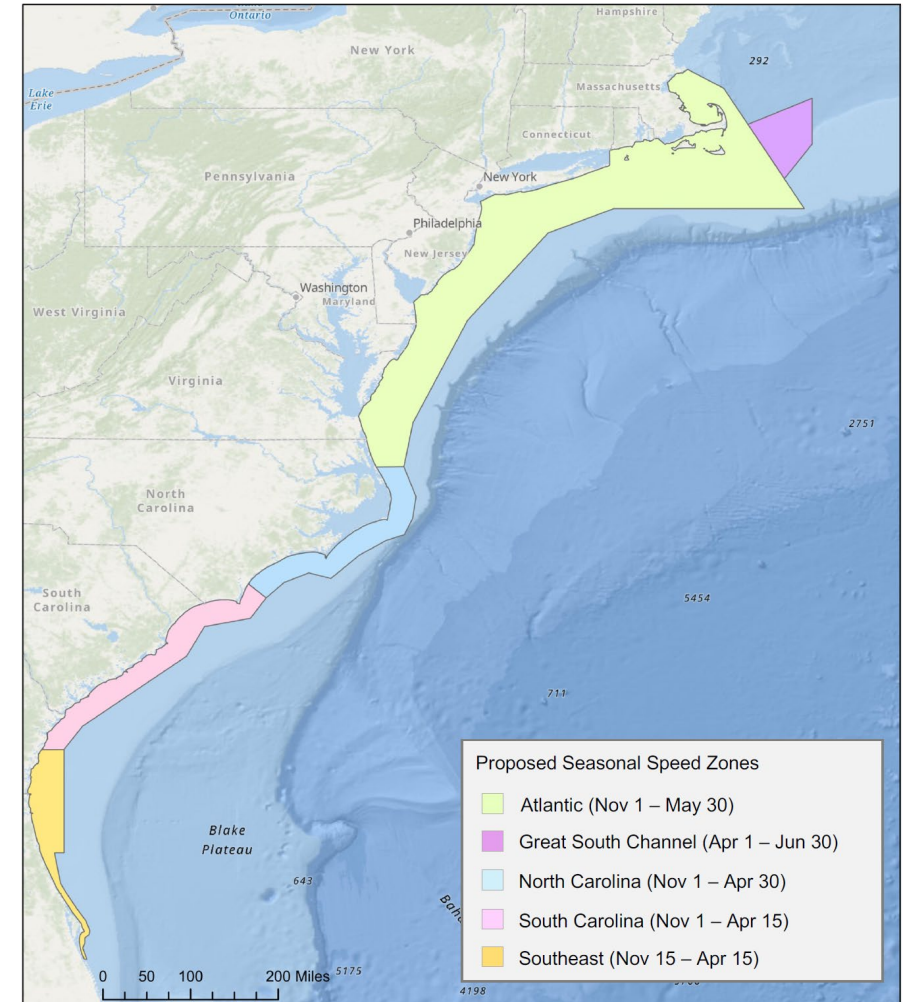 Ontario
Hampshire
New York
292
Lake
Erie
Massachusetts
Connecticut
Pennsylvania
New York
Philadelphia
New Jersey
Washington
Maryland
West Virginia
Virginia
2751
North
Carolina
South
Carolina
5454
711
Proposed Seasonal Speed Zones
Atlantic (Nov 1 – May 30)
Great South Channel (Apr 1 – Jun 30)
North Carolina (Nov 1 – Apr 30)
South Carolina (Nov 1 – Apr 15)
Southeast (Nov 15 – Apr 15)
Blake
Plateau
643
0 50 100 200 Miles
5175
4198